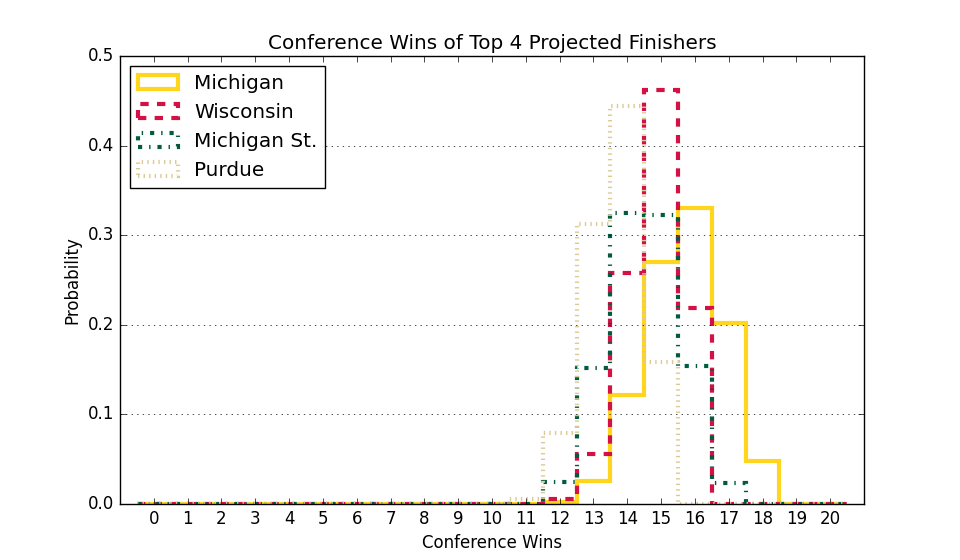 Conference Wins of Top 4 Projected Finishers
0.5
0.4
0.3
0.2
0.1
0.0
Probability
Michigan
Wisconsin
Michigan St.
Purdue
0 1 2 3 4 5 6 7 8 9 10 11 12 13 14 15 16 17 18 19 20
Conference Wins